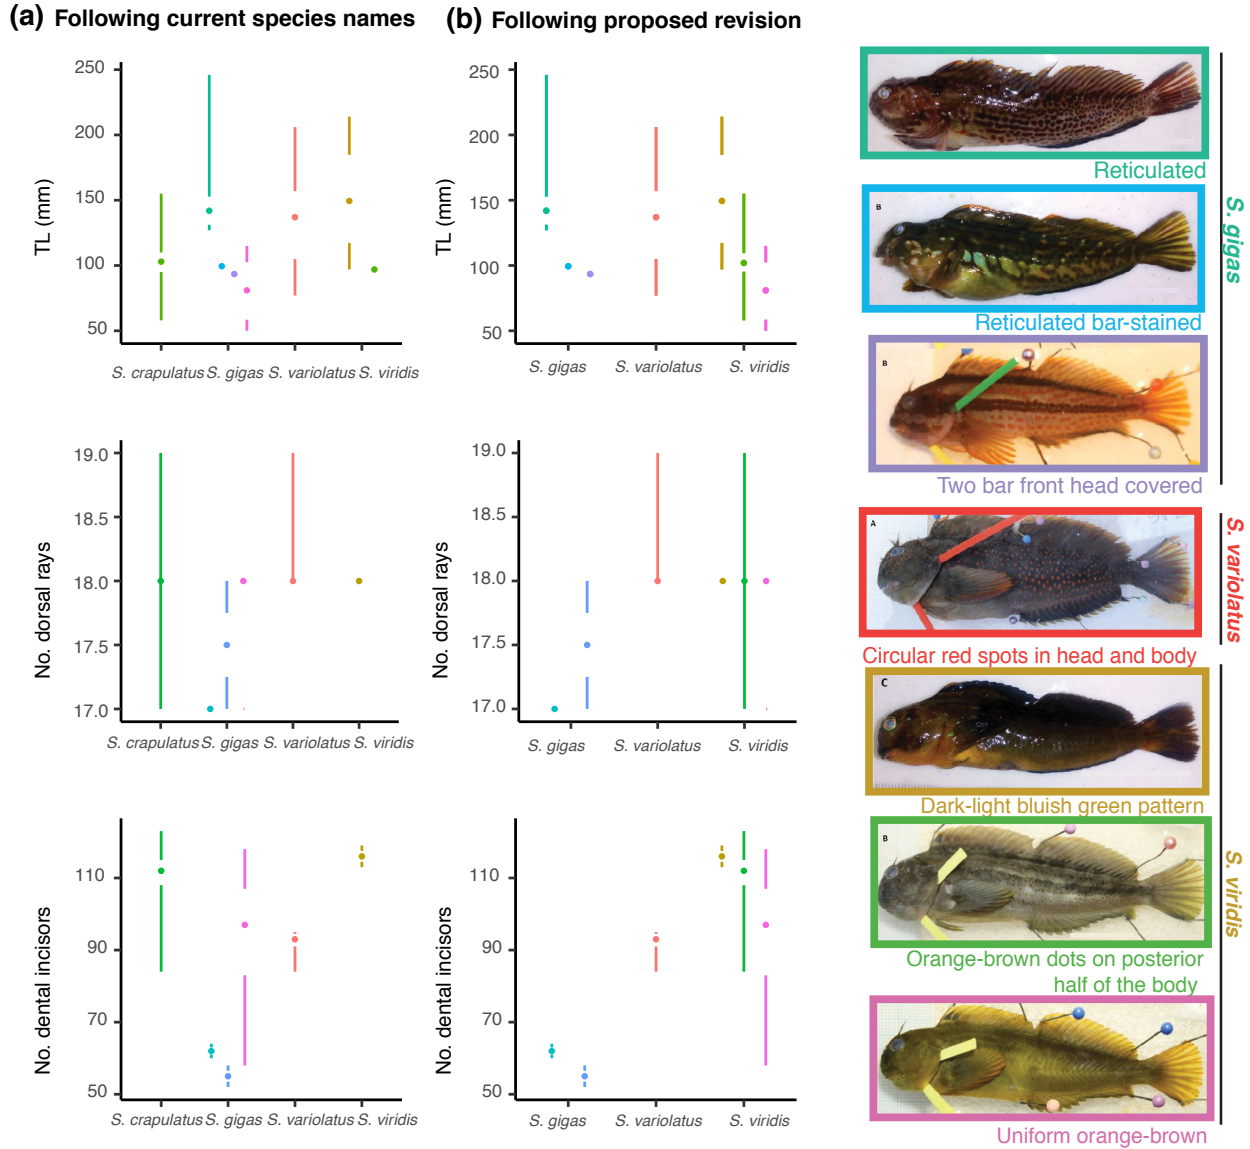 (a) Following current species names
(b) Following proposed revision
TL (mm)
250
200
150
100
50
S. crapulatus S. gigas S. variolatus S. viridis
TL (mm)
250
200
150
100
50
S. gigas S. variolatus S. viridis
No. dorsal rays
19.0
18.5
18.0
17.5
17.0
S. crapulatus S. gigas S. variolatus S. viridis
No. dorsal rays
19.0
18.5
18.0
17.5
17.0
S. gigas S. variolatus S. viridis
No. dental incisors
110
90
70
50
S. crapulatus S. gigas S. variolatus S. viridis
No. dental incisors
110
90
70
50
S. gigas S. variolatus S. viridis
Reticulated
B
Reticulated bar-stained
B
Two bar front head covered
S. gigas
A
Circular red spots in head and body
S. variolatus
C
Dark-light bluish green pattern
B
Orange-brown dots on posterior
half of the body
Uniform orange-brown
S. viridis